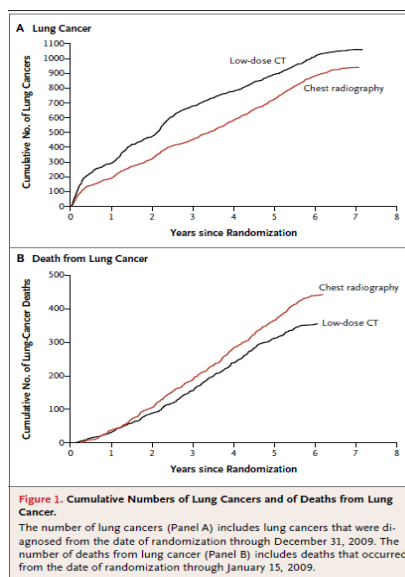 A Lung Cancer
Cumulative No. of Lung Cancers
1100
1000
900
800
700
600
500
400
300
200
100
0
Low-dose CT
Chest radiography
0 1 2 3 4 5 6 7 8
Years since Randomization
B Death from Lung Cancer
Cumulative No. of Lung-Cancer Deaths
500
400
300
200
100
0
Chest radiography
Low-dose CT
0 1 2 3 4 5 6 7 8
Years since Randomization
Figure 1. Cumulative Numbers of Lung Cancers and of Deaths from Lung
Cancer.
The number of lung cancers (Panel A) includes lung cancers that were di-
agnosed from the date of randomization through December 31, 2009. The
number of deaths from lung cancer (Panel B) includes deaths that occurred
from the date of randomization through January 15, 2009.